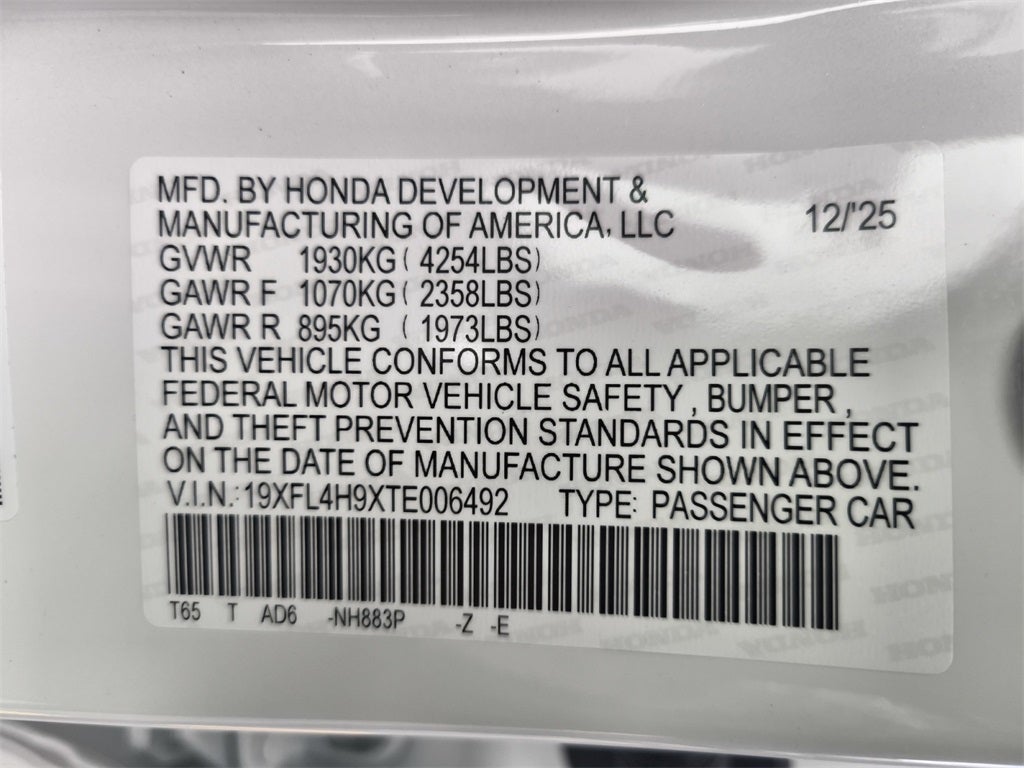 MFD. BY HONDA DEVELOPMENT &
MANUFACTURING OF AMERICA, LLC 12/'25
GVWR 1930KG ( 4254LBS)
GAWR F 1070KG ( 2358LBS)
GAWR R 895KG ( 1973LBS)
THIS VEHICLE CONFORMS TO ALL APPLICABLE
FEDERAL MOTOR VEHICLE SAFETY , BUMPER ,
AND THEFT PREVENTION STANDARDS IN EFFECT
ON THE DATE OF MANUFACTURE SHOWN ABOVE.
V.I.N.: 19XFL4H9XTE006492 TYPE: PASSENGER CAR
T65 T AD6 -NH883P -Z -E